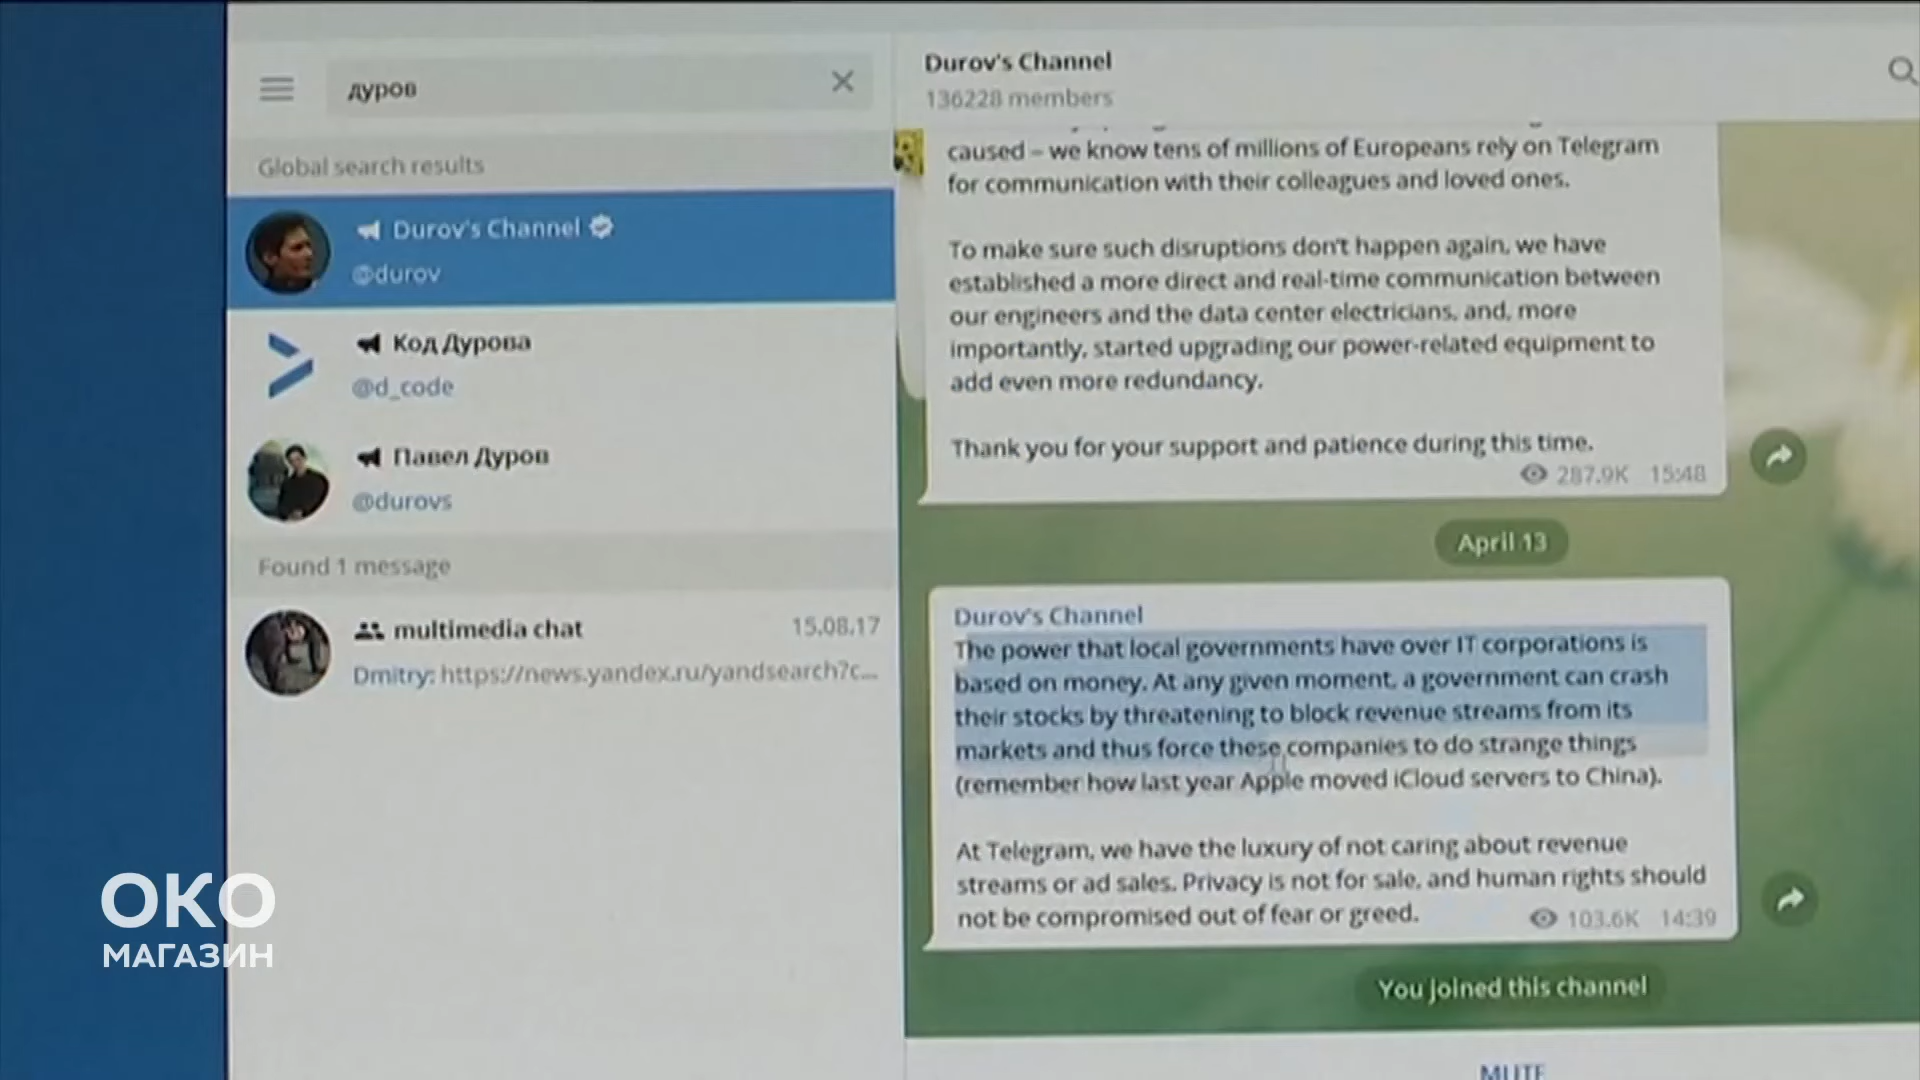 дуров
Global search results
Durov's Channel
@durov
Код Дурова
@d_code
Павел Дуров
@durovs
Found 1 message
multimedia chat
15.08.17
Dmitry: https://news.yandex.ru/yandsearch?c...
Durov's Channel
136228 members
caused – we know tens of millions of Europeans rely on Telegram
for communication with their colleagues and loved ones.
To make sure such disruptions don't happen again, we have
established a more direct and real-time communication between
our engineers and the data center electricians, and, more
importantly, started upgrading our power-related equipment to
add even more redundancy.
Thank you for your support and patience during this time.
287.9K 15:48
April 13
Durov's Channel
The power that local governments have over IT corporations is
based on money. At any given moment, a government can crash
their stocks by threatening to block revenue streams from its
markets and thus force these companies to do strange things
(remember how last year Apple moved iCloud servers to China).
At Telegram, we have the luxury of not caring about revenue
streams or ad sales. Privacy is not for sale, and human rights should
not be compromised out of fear or greed.
103.6K 14:39
You joined this channel
MUTE
ОКО
МАГАЗИН